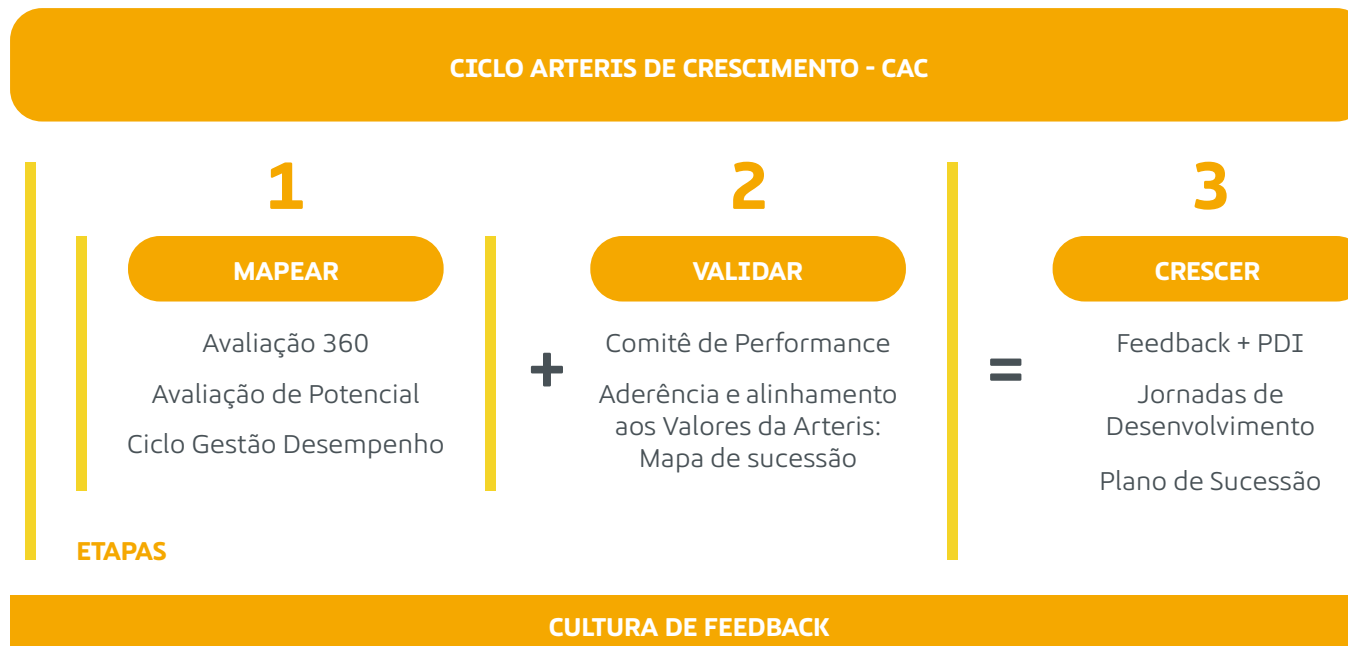 CICLO ARTERIS DE CRESCIMENTO - CAC
1
MAPEAR
Avaliação 360
Avaliação de Potencial
Ciclo Gestão Desempenho
+
2
VALIDAR
Comitê de Performance
Aderência e alinhamento
aos Valores da Arteris:
Mapa de sucessão
=
3
CRESCER
Feedback + PDI
Jornadas de
Desenvolvimento
Plano de Sucessão
ETAPAS
CULTURA DE FEEDBACK